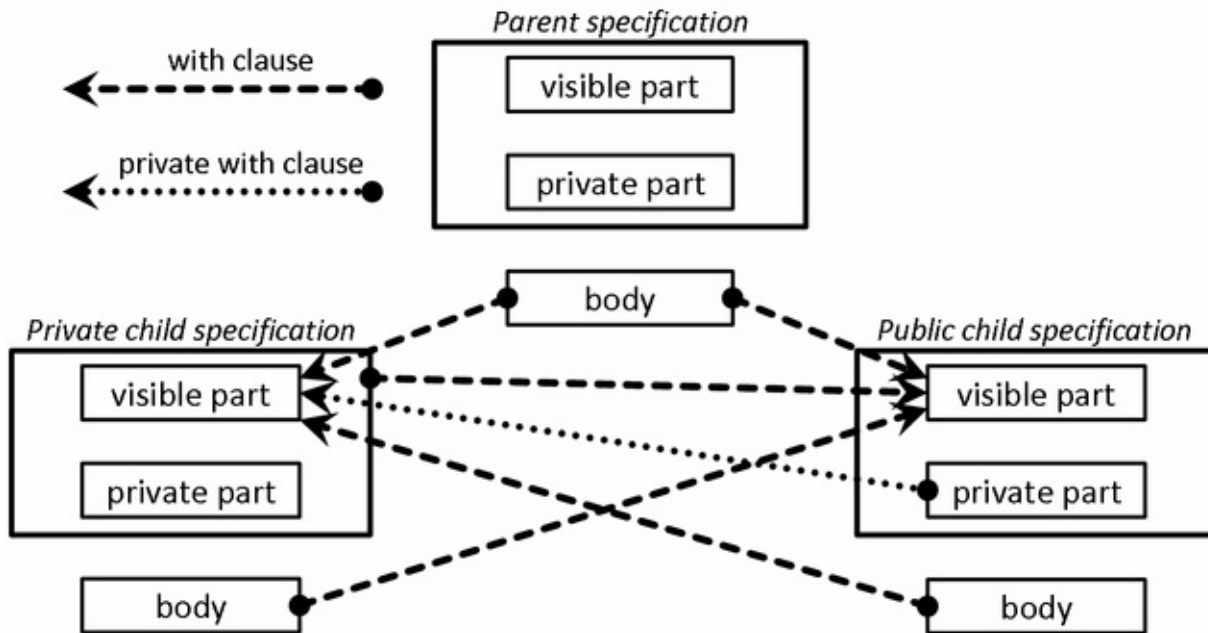 Parent specification
with clause
visible part
private with clause
private part
body
Private child specification
Public child specification
visible part
visible part
private part
private part
body
body